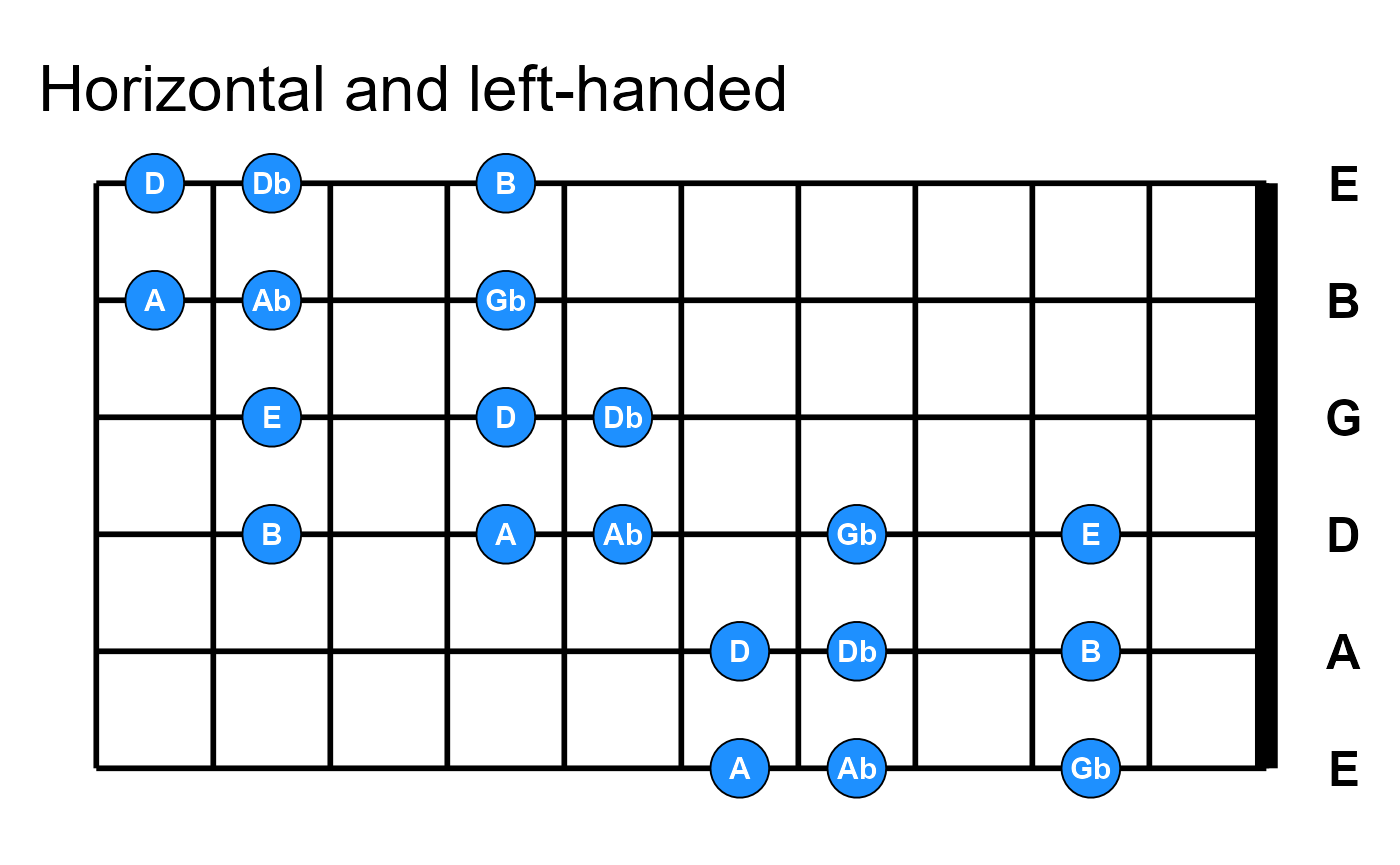 Horizontal and left-handed
D Db B E
A Ab Gb B
E D Db G
B A Ab Gb E D
D Db B A
A Ab Gb E